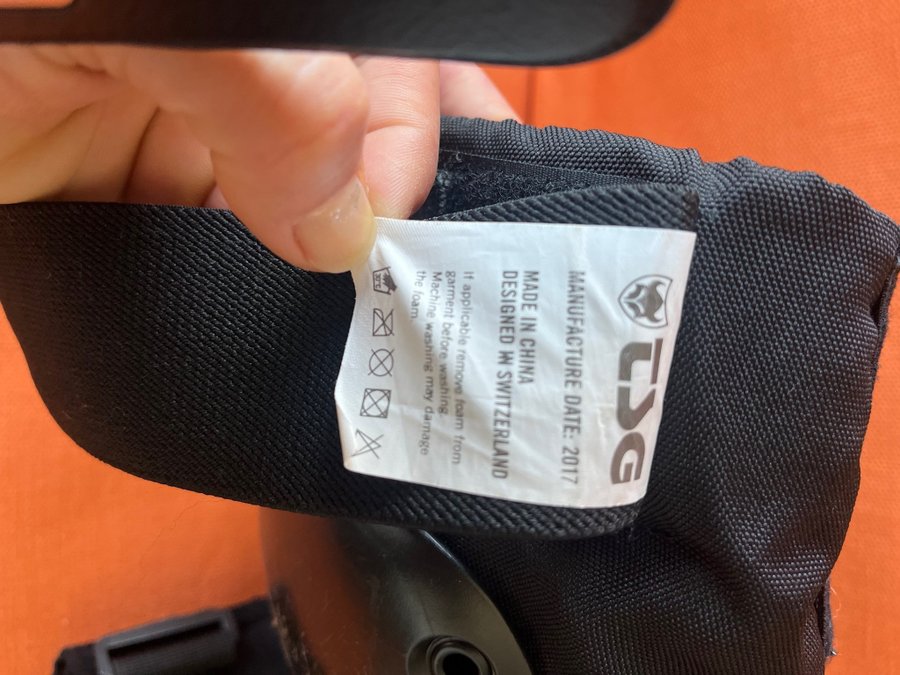 TSG
MANUFACTURE DATE: 2017
MADE IN CHINA
DESIGNED IN SWITZERLAND
If applicable remove foam from
garment before washing.
Machine washing may damage
the foam.
30°C